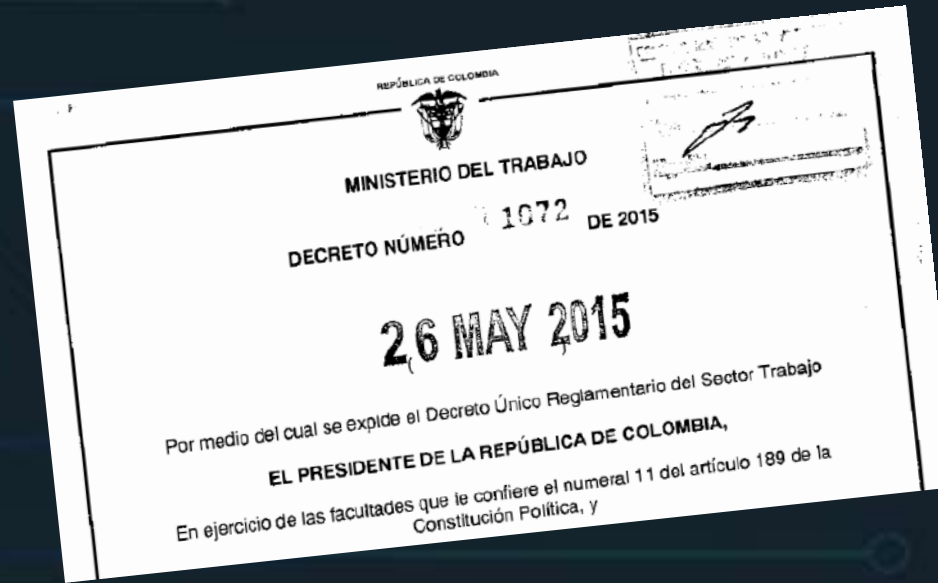 REPÚBLICA DE COLOMBIA
MINISTERIO DEL TRABAJO
DECRETO NÚMERO 1072 DE 2015
26 MAY 2015
Por medio del cual se expide el Decreto Único Reglamentario del Sector Trabajo
EL PRESIDENTE DE LA REPÚBLICA DE COLOMBIA,
En ejercicio de las facultades que le confiere el numeral 11 del artículo 189 de la
Constitución Política, y